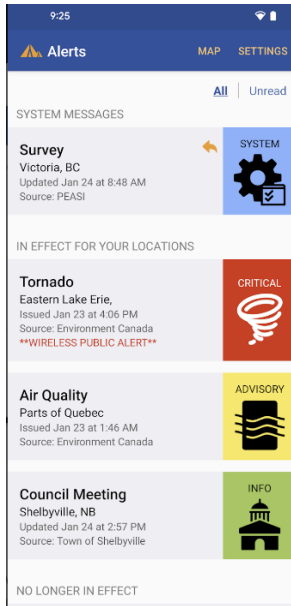 9:25
Alerts MAP SETTINGS
All | Unread
SYSTEM MESSAGES
Survey
SYSTEM
Victoria, BC
Updated Jan 24 at 8:48 AM
Source: PEASI
IN EFFECT FOR YOUR LOCATIONS
Tornado
CRITICAL
Eastern Lake Erie,
Issued Jan 23 at 4:06 PM
Source: Environment Canada
**WIRELESS PUBLIC ALERT**
Air Quality
ADVISORY
Parts of Quebec
Issued Jan 23 at 1:46 AM
Source: Environment Canada
Council Meeting
INFO
Shelbyville, NB
Updated Jan 24 at 2:57 PM
Source: Town of Shelbyville
NO LONGER IN EFFECT